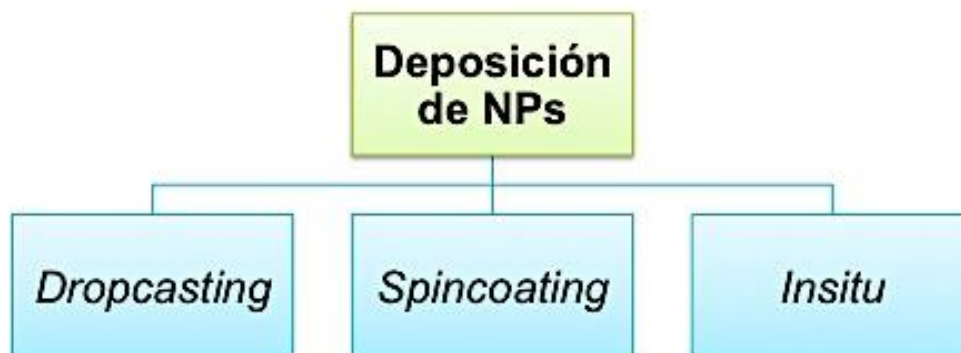 Deposición
de NPs
Dropcasting
Spincoating
Insitu